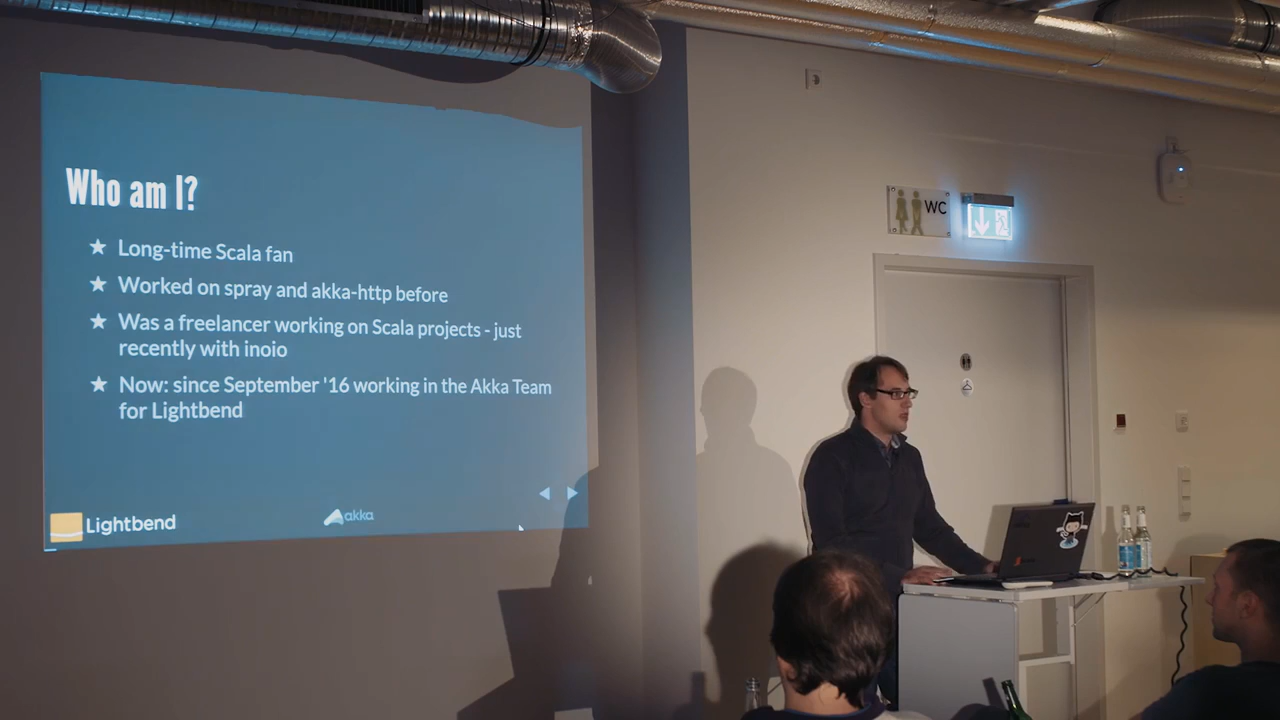 Who am I?
Long-time Scala fan
Worked on spray and akka-http before
Was a freelancer working on Scala projects - just
recently with inoio
Now: since September '16 working in the Akka Team
for Lightbend
Lightbend
akka
WC